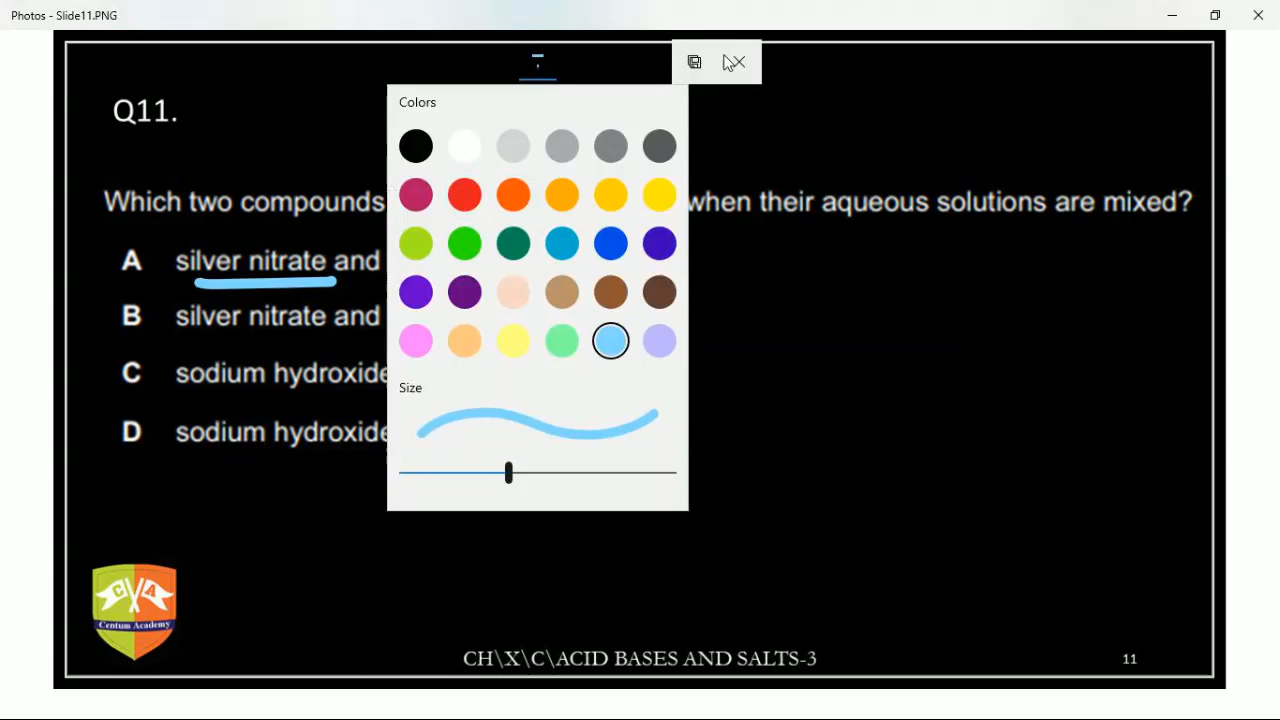 Photos - Slide11.PNG
Q11.
Colors
Which two compounds when their aqueous solutions are mixed?
A silver nitrate and
B silver nitrate and
C sodium hydroxide
D sodium hydroxide
Size
C A
Centum Academy
CH\X\C\ACID BASES AND SALTS-3
11